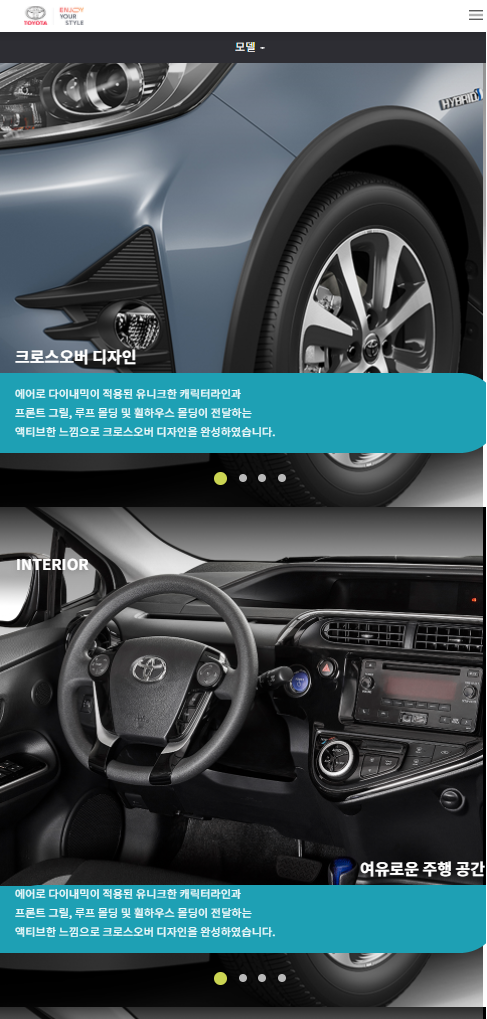 TOYOTA
ENJOY
YOUR
STYLE
모델
HYBRID
크로스오버 디자인
에어로 다이내믹이 적용된 유니크한 캐릭터라인과
프론트 그릴, 루프 몰딩 및 휠하우스 몰딩이 전달하는
액티브한 느낌으로 크로스오버 디자인을 완성하였습니다.
INTERIOR
여유로운 주행 공간
에어로 다이내믹이 적용된 유니크한 캐릭터라인과
프론트 그릴, 루프 몰딩 및 휠하우스 몰딩이 전달하는
액티브한 느낌으로 크로스오버 디자인을 완성하였습니다.